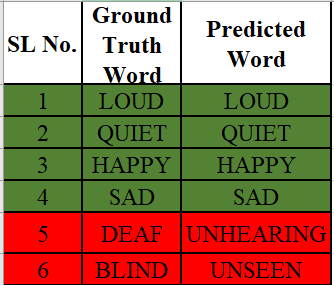 SL No. Ground Truth Word Predicted Word
1 LOUD LOUD
2 QUIET QUIET
3 HAPPY HAPPY
4 SAD SAD
5 DEAF UNHEARING
6 BLIND UNSEEN